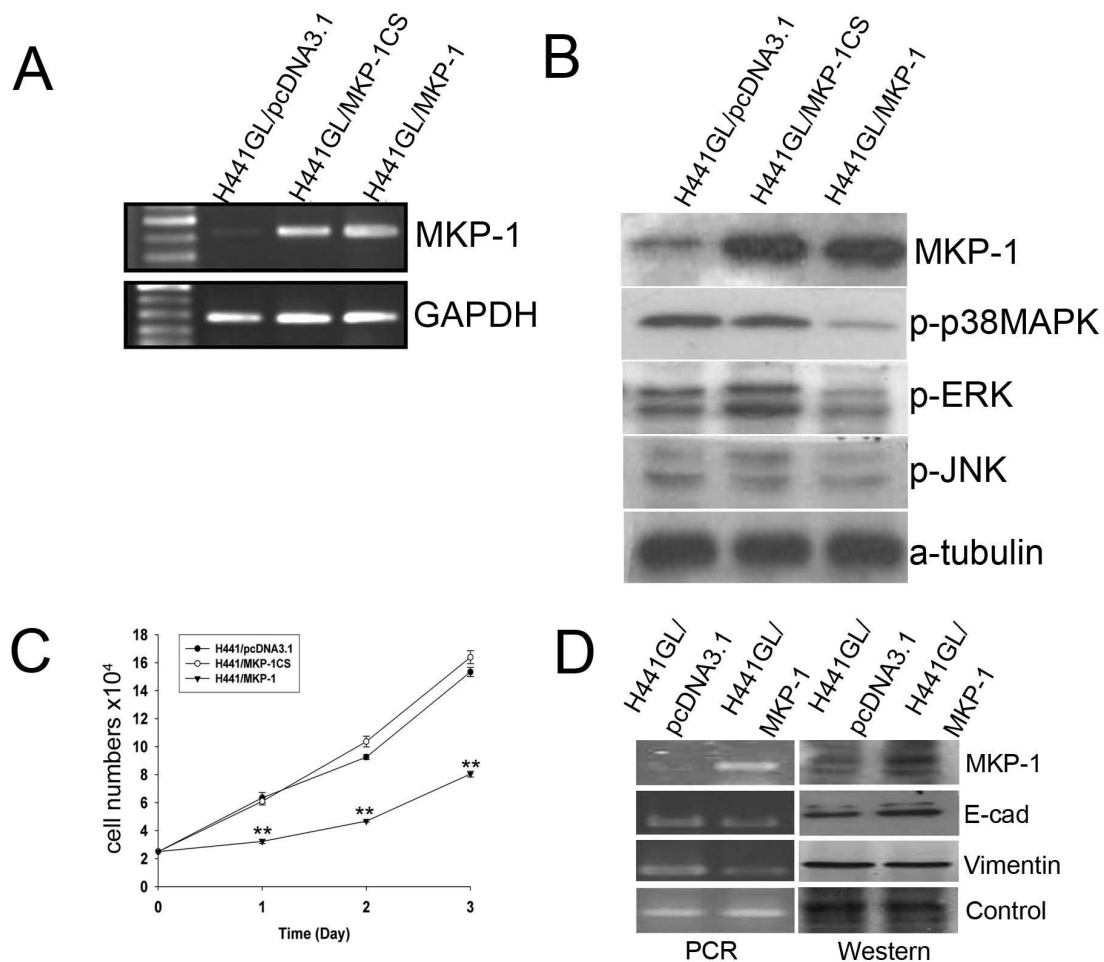 A
H441GL/pcDNA3.1
H441GL/MKP-1CS
H441GL/MKP-1
MKP-1
GAPDH
B
H441GL/pcDNA3.1
H441GL/MKP-1CS
H441GL/MKP-1
MKP-1
p-p38MAPK
p-ERK
p-JNK
a-tubulin
C
cell numbers x10⁴
18
16
14
12
10
8
6
4
2
0
H441/pcDNA3.1
H441/MKP-1CS
H441/MKP-1
**
**
**
0 1 2 3
Time (Day)
D
H441GL/
pcDNA3.1
H441GL/
MKP-1
H441GL/
pcDNA3.1
H441GL/
MKP-1
MKP-1
E-cad
Vimentin
Control
PCR
Western